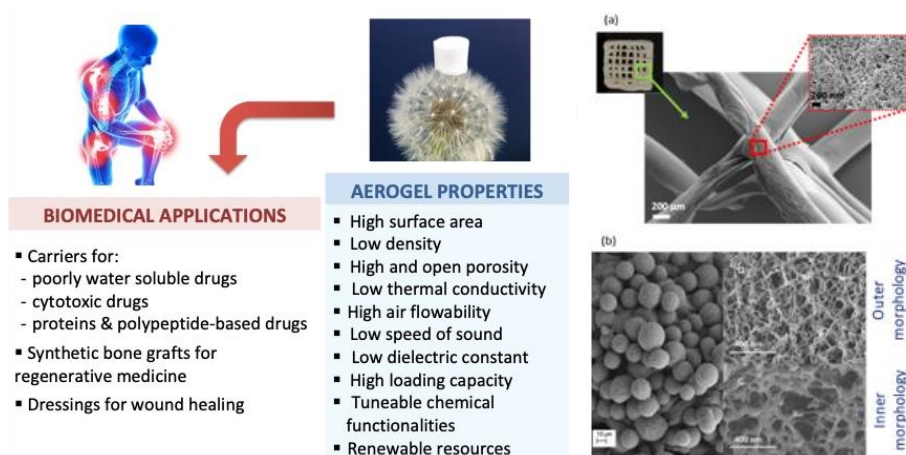 BIOMEDICAL APPLICATIONS
▪ Carriers for:
- poorly water soluble drugs
- cytotoxic drugs
- proteins & polypeptide-based drugs
▪ Synthetic bone grafts for
regenerative medicine
▪ Dressings for wound healing
AEROGEL PROPERTIES
▪ High surface area
▪ Low density
▪ High and open porosity
▪ Low thermal conductivity
▪ High air flowability
▪ Low speed of sound
▪ Low dielectric constant
▪ High loading capacity
▪ Tuneable chemical
functionalities
▪ Renewable resources
(a)
200 nm
200 µm
(b)
b
400 nm
Outer
morphology
10 µm
c
400 nm
Inner
morphology